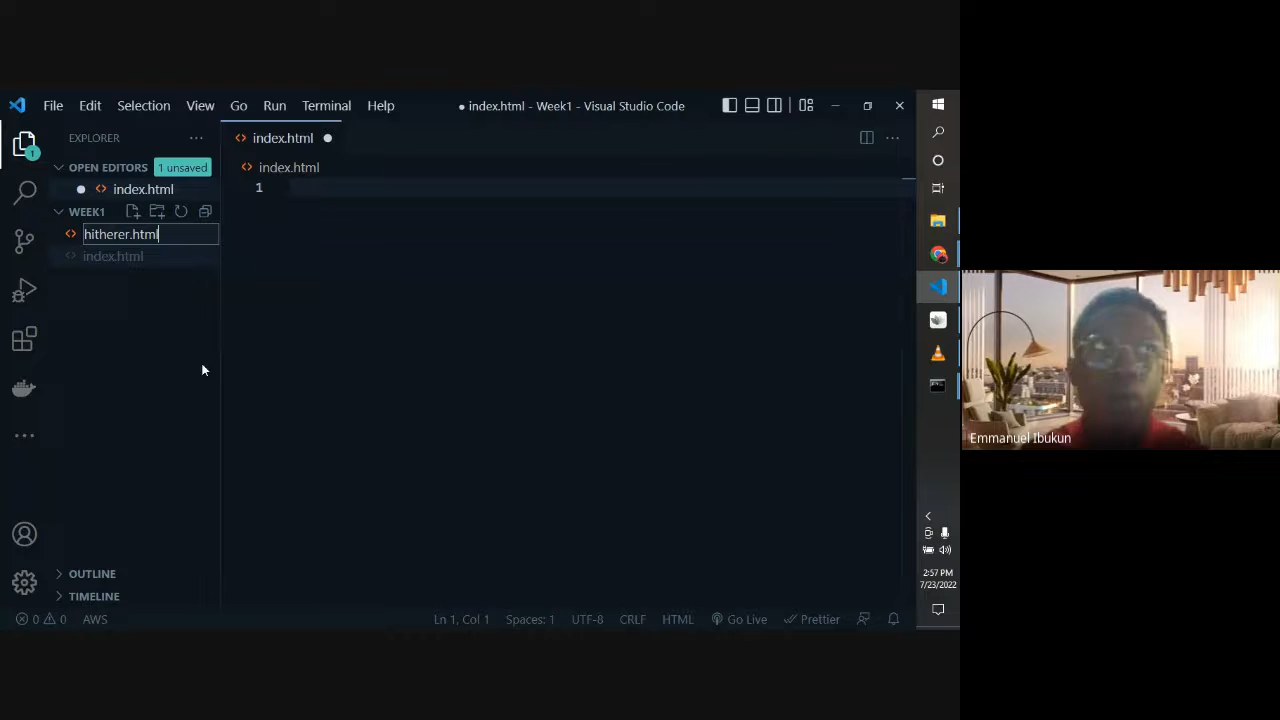 File Edit Selection View Go Run Terminal Help ● index.html - Week1 - Visual Studio Code
EXPLORER ···
index.html
OPEN EDITORS 1 unsaved
index.html
index.html
1
WEEK1
hitherer.html
index.html
1
Emmanuel Ibukun
OUTLINE
TIMELINE
2:57 PM
7/23/2022
0 0 AWS Ln 1, Col 1 Spaces: 1 UTF-8 CRLF HTML Go Live Prettier